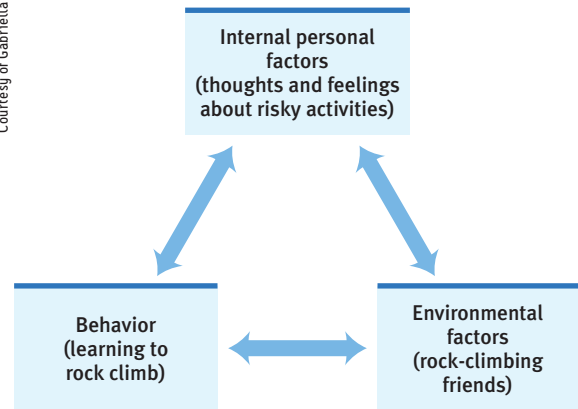 Courtesy of Gabriella
Internal personal
factors
(thoughts and feelings
about risky activities)
Behavior
(learning to
rock climb)
Environmental
factors
(rock-climbing
friends)